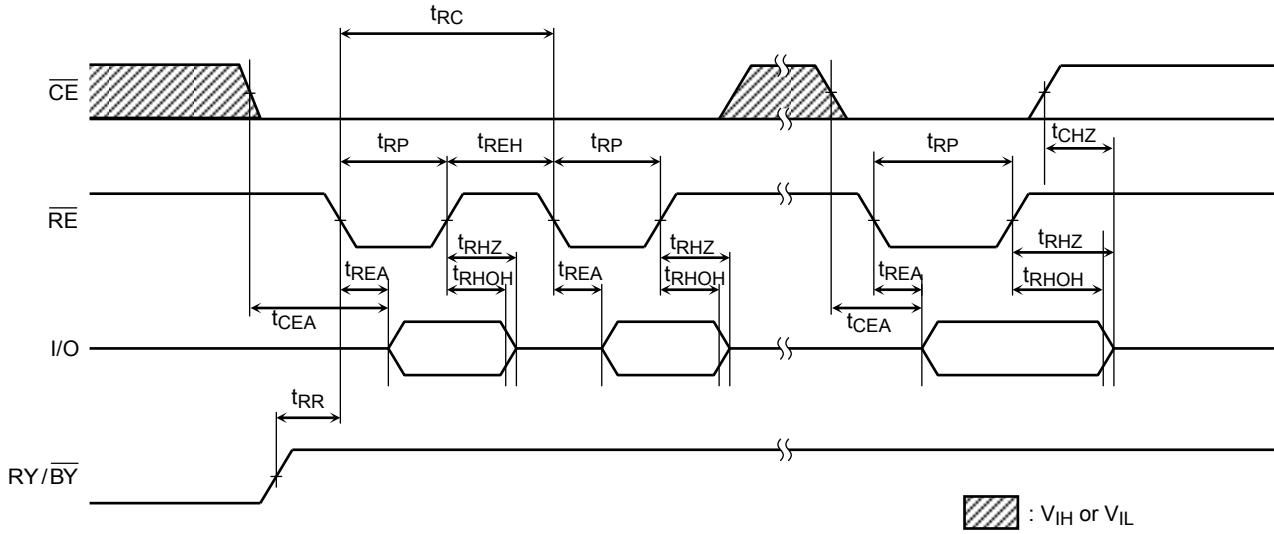 tRC
CE
tCHZ
tRP tREH tRP tRP
RE
tRHZ tRHZ tRHZ
tREA tRHOH tREA tRHOH tREA tRHOH
tCEA tCEA
I/O
tRR
RY/BY
: VIH or VIL